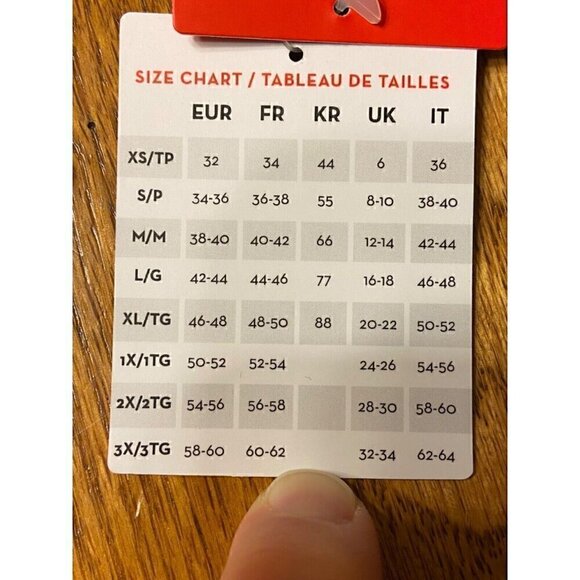 SIZE CHART / TABLEAU DE TAILLES
EUR FR KR UK IT
XS/TP 32 34 44 6 36
S/P 34-36 36-38 55 8-10 38-40
M/M 38-40 40-42 66 12-14 42-44
L/G 42-44 44-46 77 16-18 46-48
XL/TG 46-48 48-50 88 20-22 50-52
1X/1TG 50-52 52-54 24-26 54-56
2X/2TG 54-56 56-58 28-30 58-60
3X/3TG 58-60 60-62 32-34 62-64